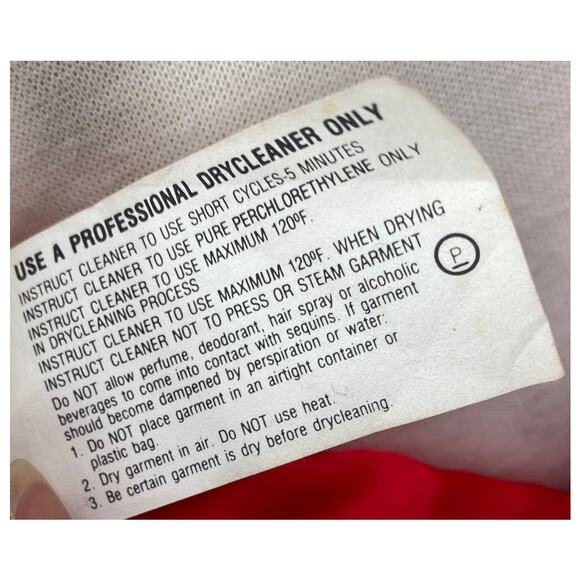 USE A PROFESSIONAL DRYCLEANER ONLY
INSTRUCT CLEANER TO USE SHORT CYCLES-5 MINUTES
INSTRUCT CLEANER TO USE PURE PERCHLORETHYLENE ONLY
INSTRUCT CLEANER TO USE MAXIMUM 120ºF.
IN DRYCLEANING PROCESS
INSTRUCT CLEANER TO USE MAXIMUM 120ºF. WHEN DRYING
INSTRUCT CLEANER NOT TO PRESS OR STEAM GARMENT
P
Do NOT allow perfume, deodorant, hair spray or alcoholic
beverages to come into contact with sequins. If garment
should become dampened by perspiration or water:
1. Do NOT place garment in an airtight container or
plastic bag.
2. Dry garment in air. Do NOT use heat.
3. Be certain garment is dry before drycleaning.